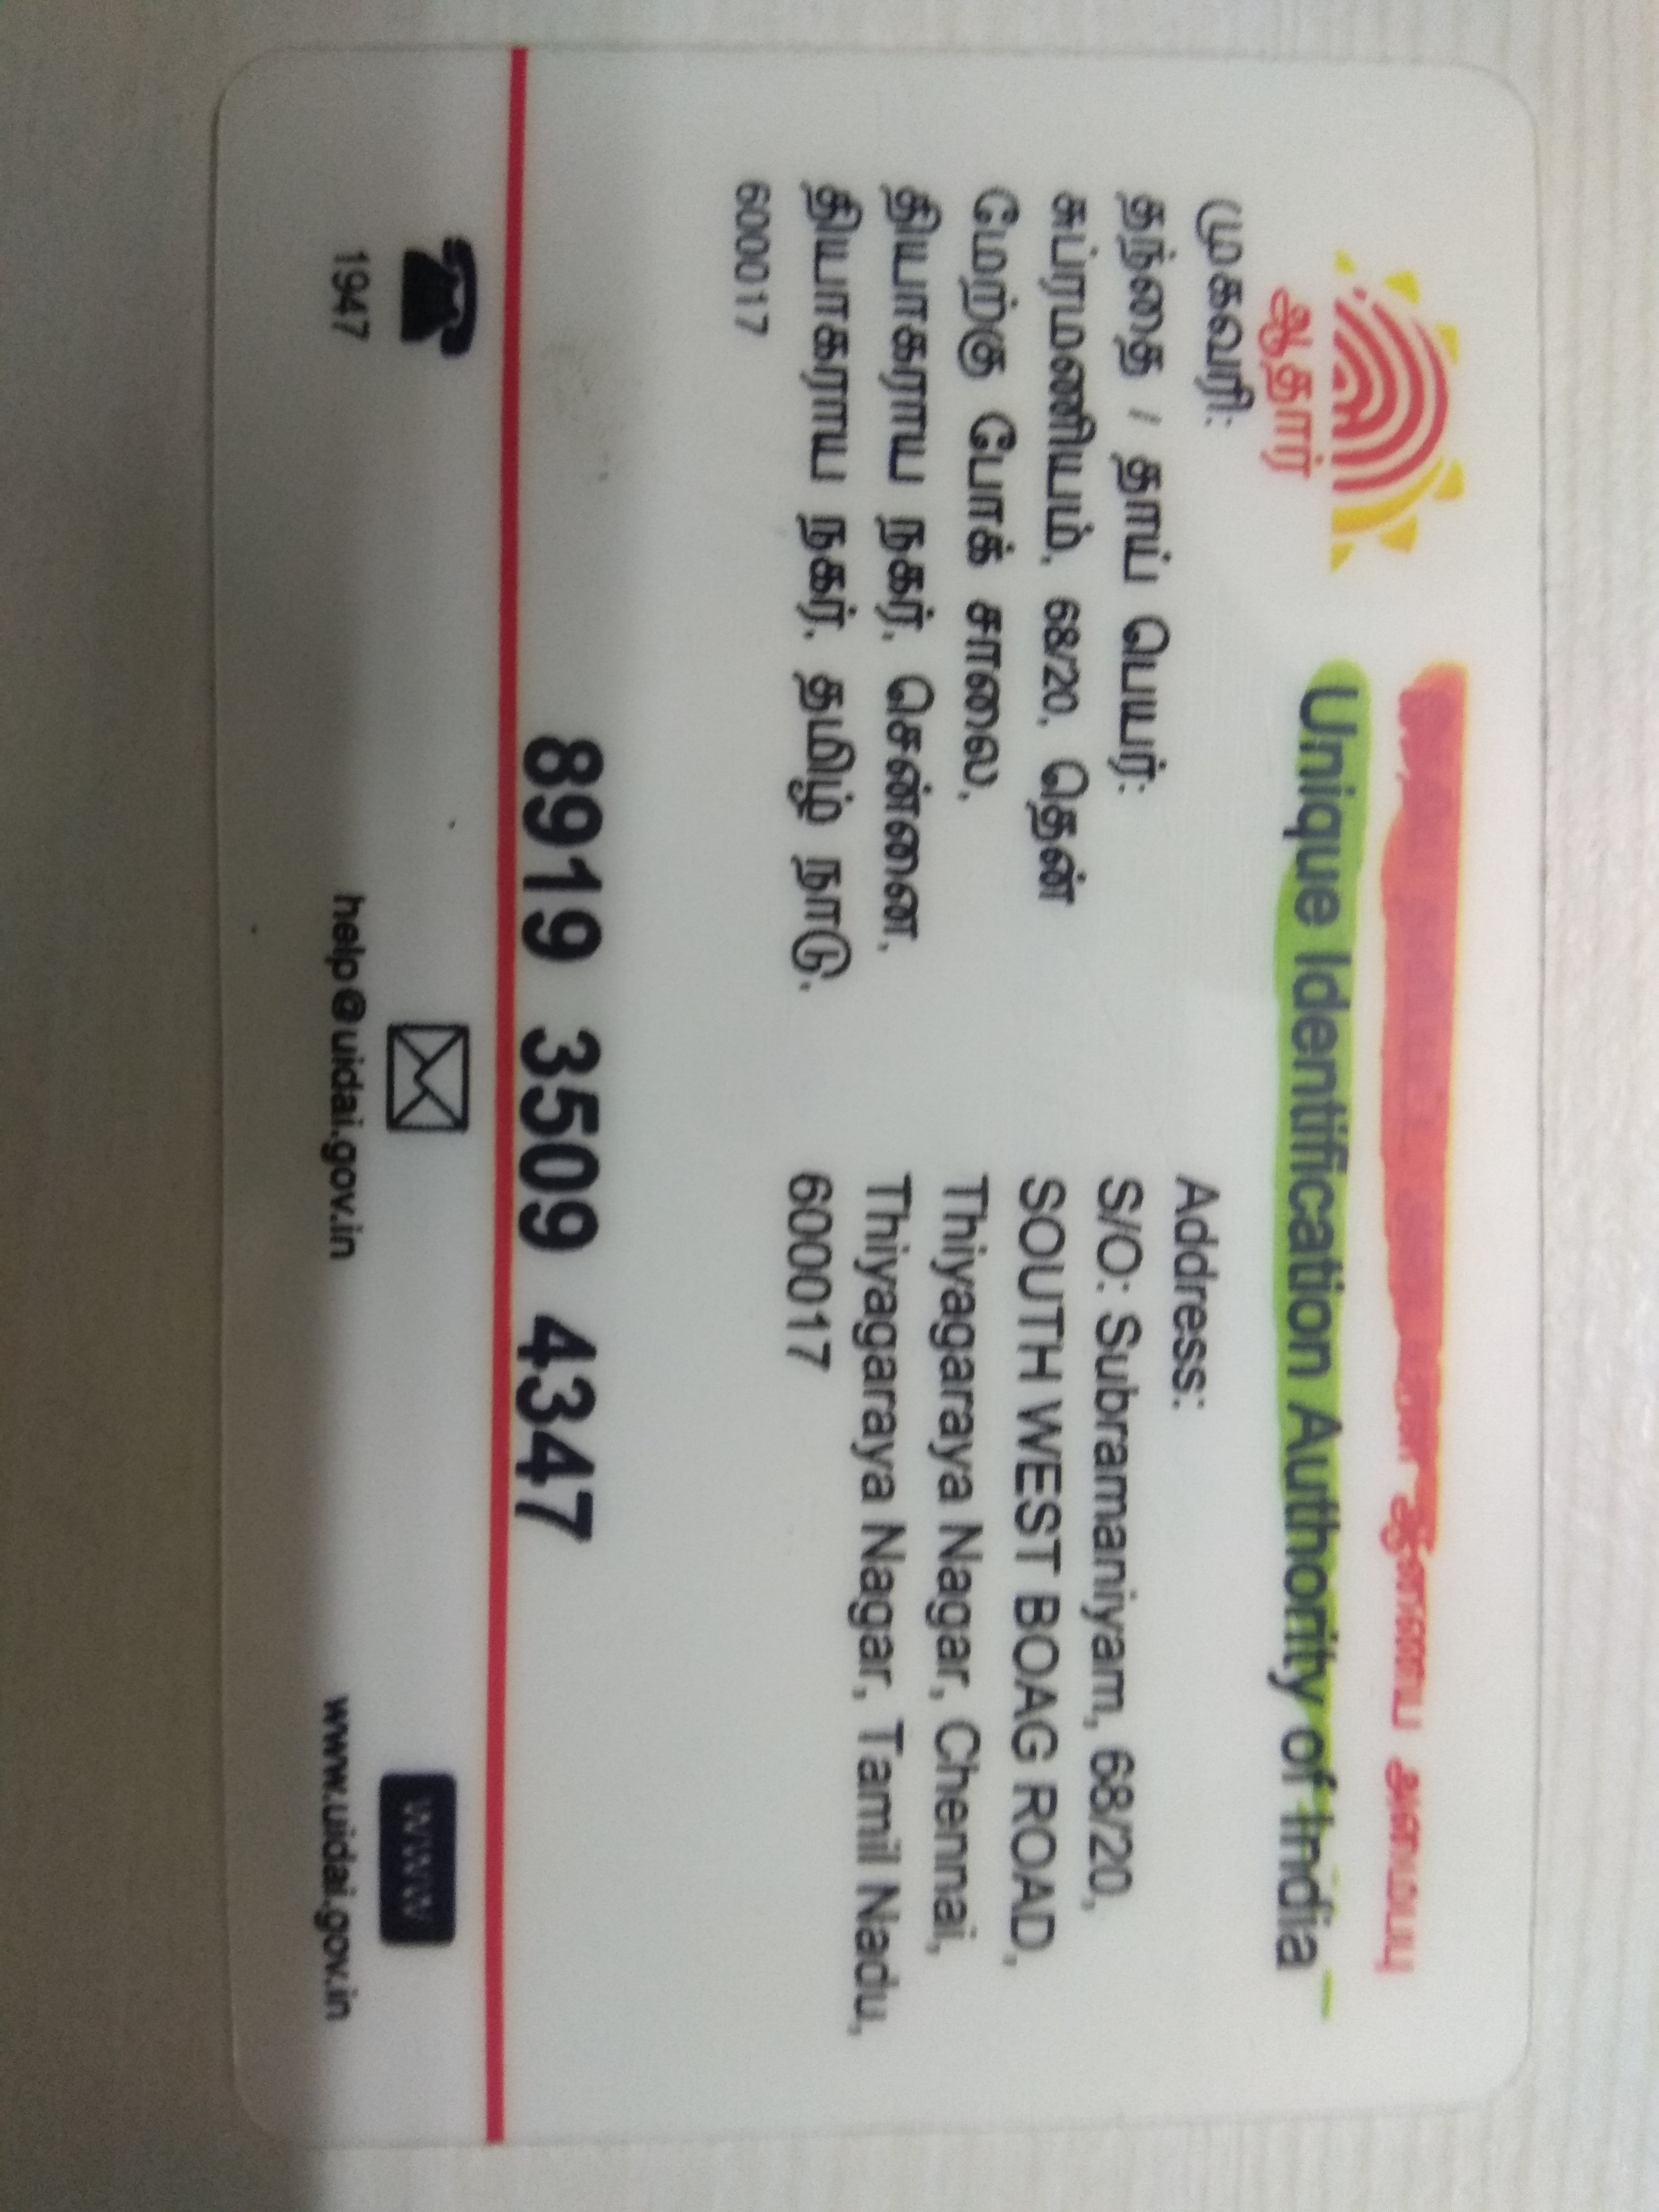 ஆதார்
அமைப்பு
Unique Identification Authority of India
முகவரி:
தந்தை / தாய் பெயர்:
சுப்ரமணியம், 68/20, தென்
மேற்கு போக் சாலை,
தியாகராய நகர், சென்னை,
தியாகராய நகர், தமிழ் நாடு,
600017
Address:
S/O: Subramaniyam, 68/20,
SOUTH WEST BOAG ROAD,
Thiyagaraya Nagar, Chennai,
Thiyagaraya Nagar, Tamil Nadu,
600017
8919 3509 4347
1947
help@uidai.gov.in
WWW
www.uidai.gov.in